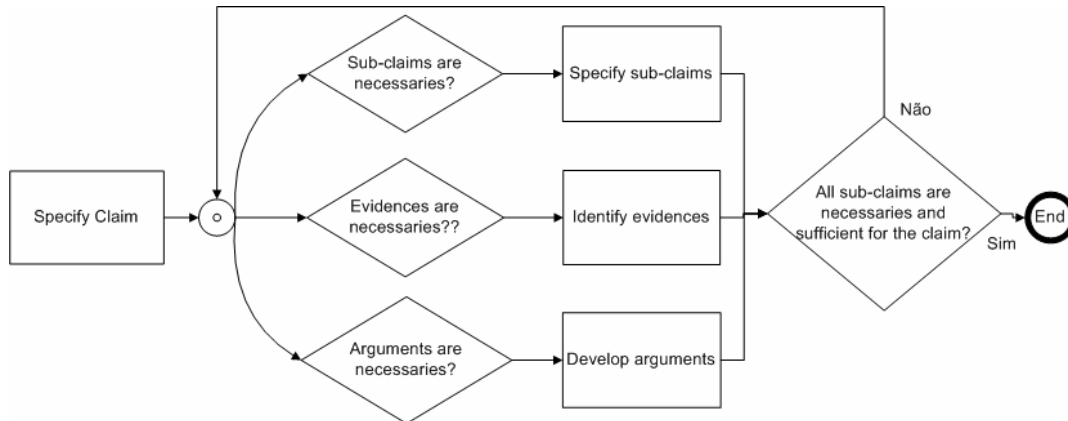 Sub-claims are
necessaries?
Specify sub-claims
Não
Specify Claim
Evidences are
necessaries??
Identify evidences
All sub-claims are
necessaries and
sufficient for the claim?
Sim
End
Arguments are
necessaries?
Develop arguments